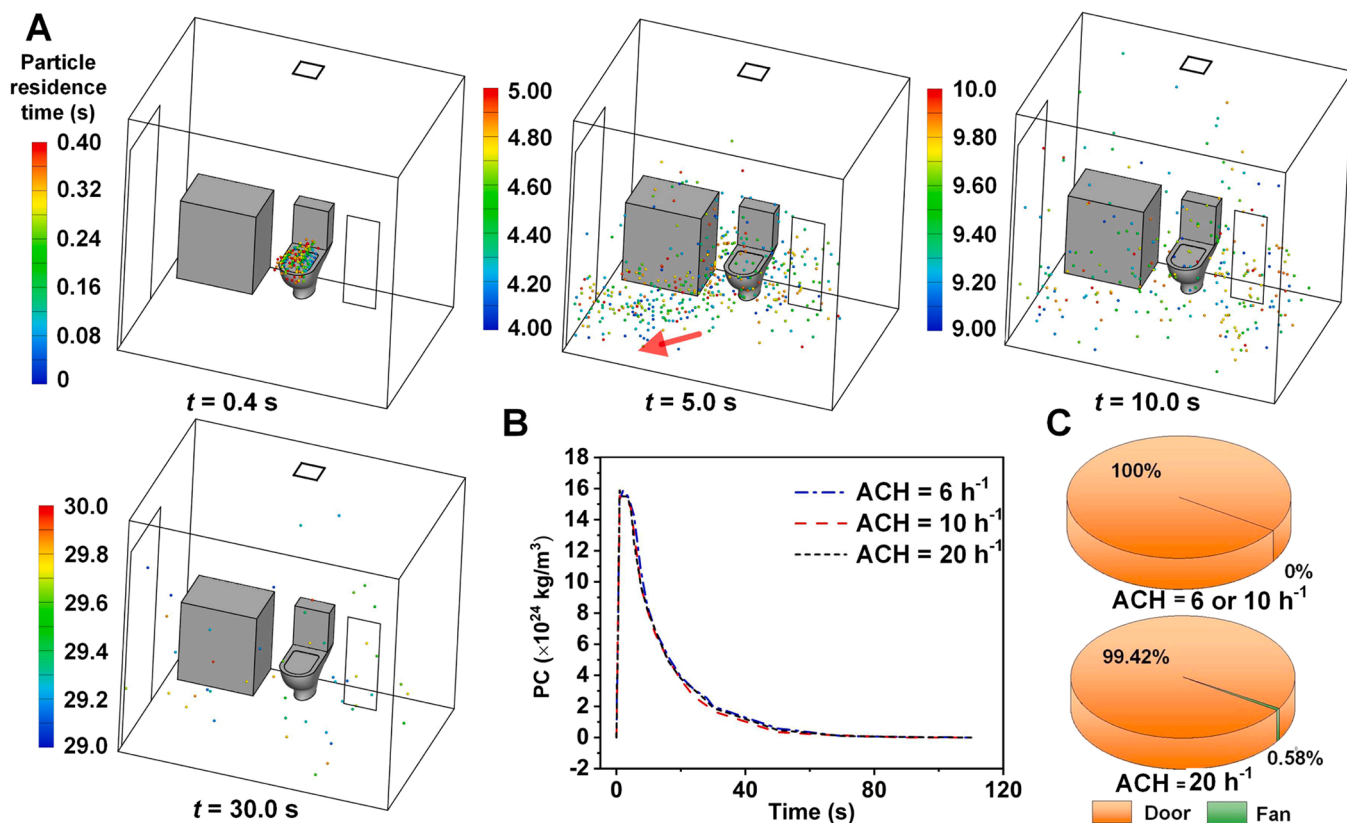 A
Particle
residence
time (s)
0.40
0.32
0.24
0.16
0.08
0
t = 0.4 s
5.00
4.80
4.60
4.40
4.20
4.00
t = 5.0 s
10.0
9.80
9.60
9.40
9.20
9.00
t = 10.0 s
30.0
29.8
29.6
29.4
29.2
29.0
t = 30.0 s
B
PC (×10²⁴ kg/m³)
18
16
14
12
10
8
6
4
2
0
-2
ACH = 6 h⁻¹
ACH = 10 h⁻¹
ACH = 20 h⁻¹
0
40
80
120
Time (s)
C
100%
0%
ACH = 6 or 10 h⁻¹
99.42%
0.58%
ACH = 20 h⁻¹
Door
Fan